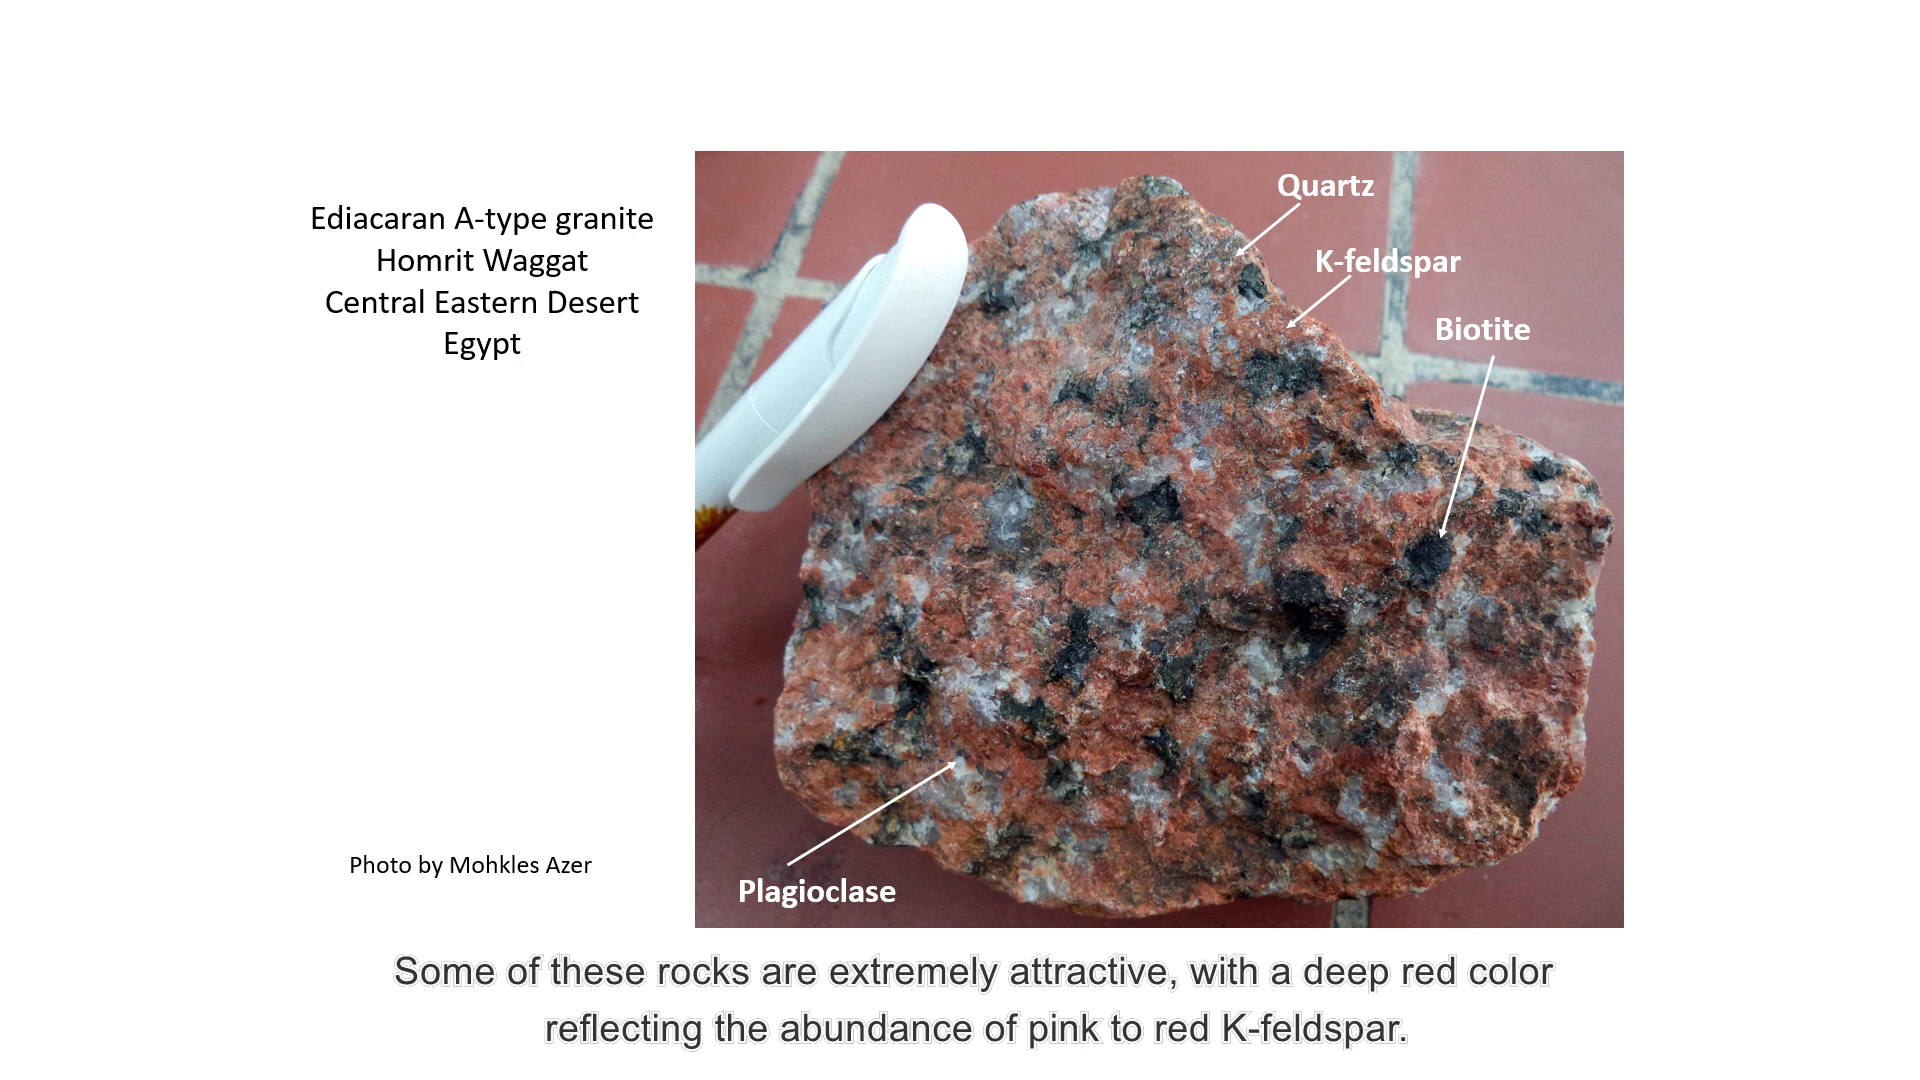 Ediacaran A-type granite
Homrit Waggat
Central Eastern Desert
Egypt
Quartz
K-feldspar
Biotite
Plagioclase
Photo by Mohkles Azer
Some of these rocks are extremely attractive, with a deep red color
reflecting the abundance of pink to red K-feldspar.